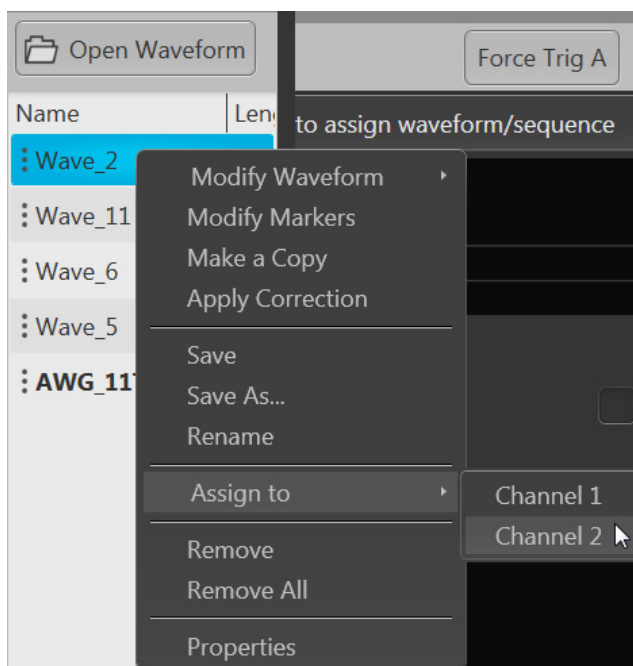 Open Waveform
Force Trig A
Name
to assign waveform/sequence
Wave_2
Modify Waveform
Wave_11
Modify Markers
Make a Copy
Wave_6
Apply Correction
Wave_5
Save
AWG_11
Save As...
Rename
Assign to
Channel 1
Channel 2
Remove
Remove All
Properties